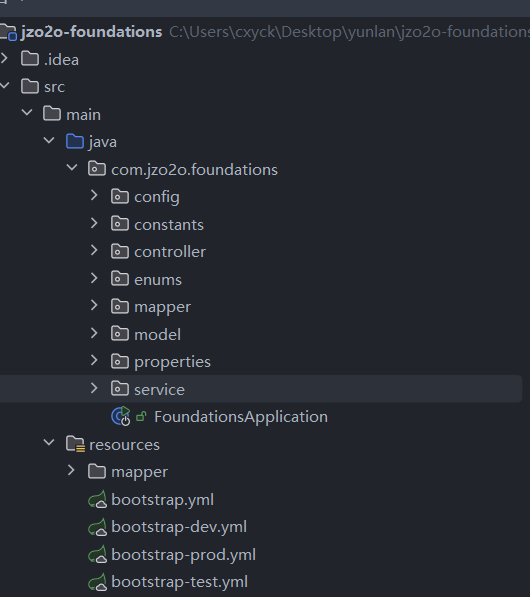 jzo2o-foundations C:\Users\cxyck\Desktop\yunlan\jzo2o-foundations
.idea
src
main
java
com.jzo2o.foundations
config
constants
controller
enums
mapper
model
properties
service
FoundationsApplication
resources
mapper
bootstrap.yml
bootstrap-dev.yml
bootstrap-prod.yml
bootstrap-test.yml